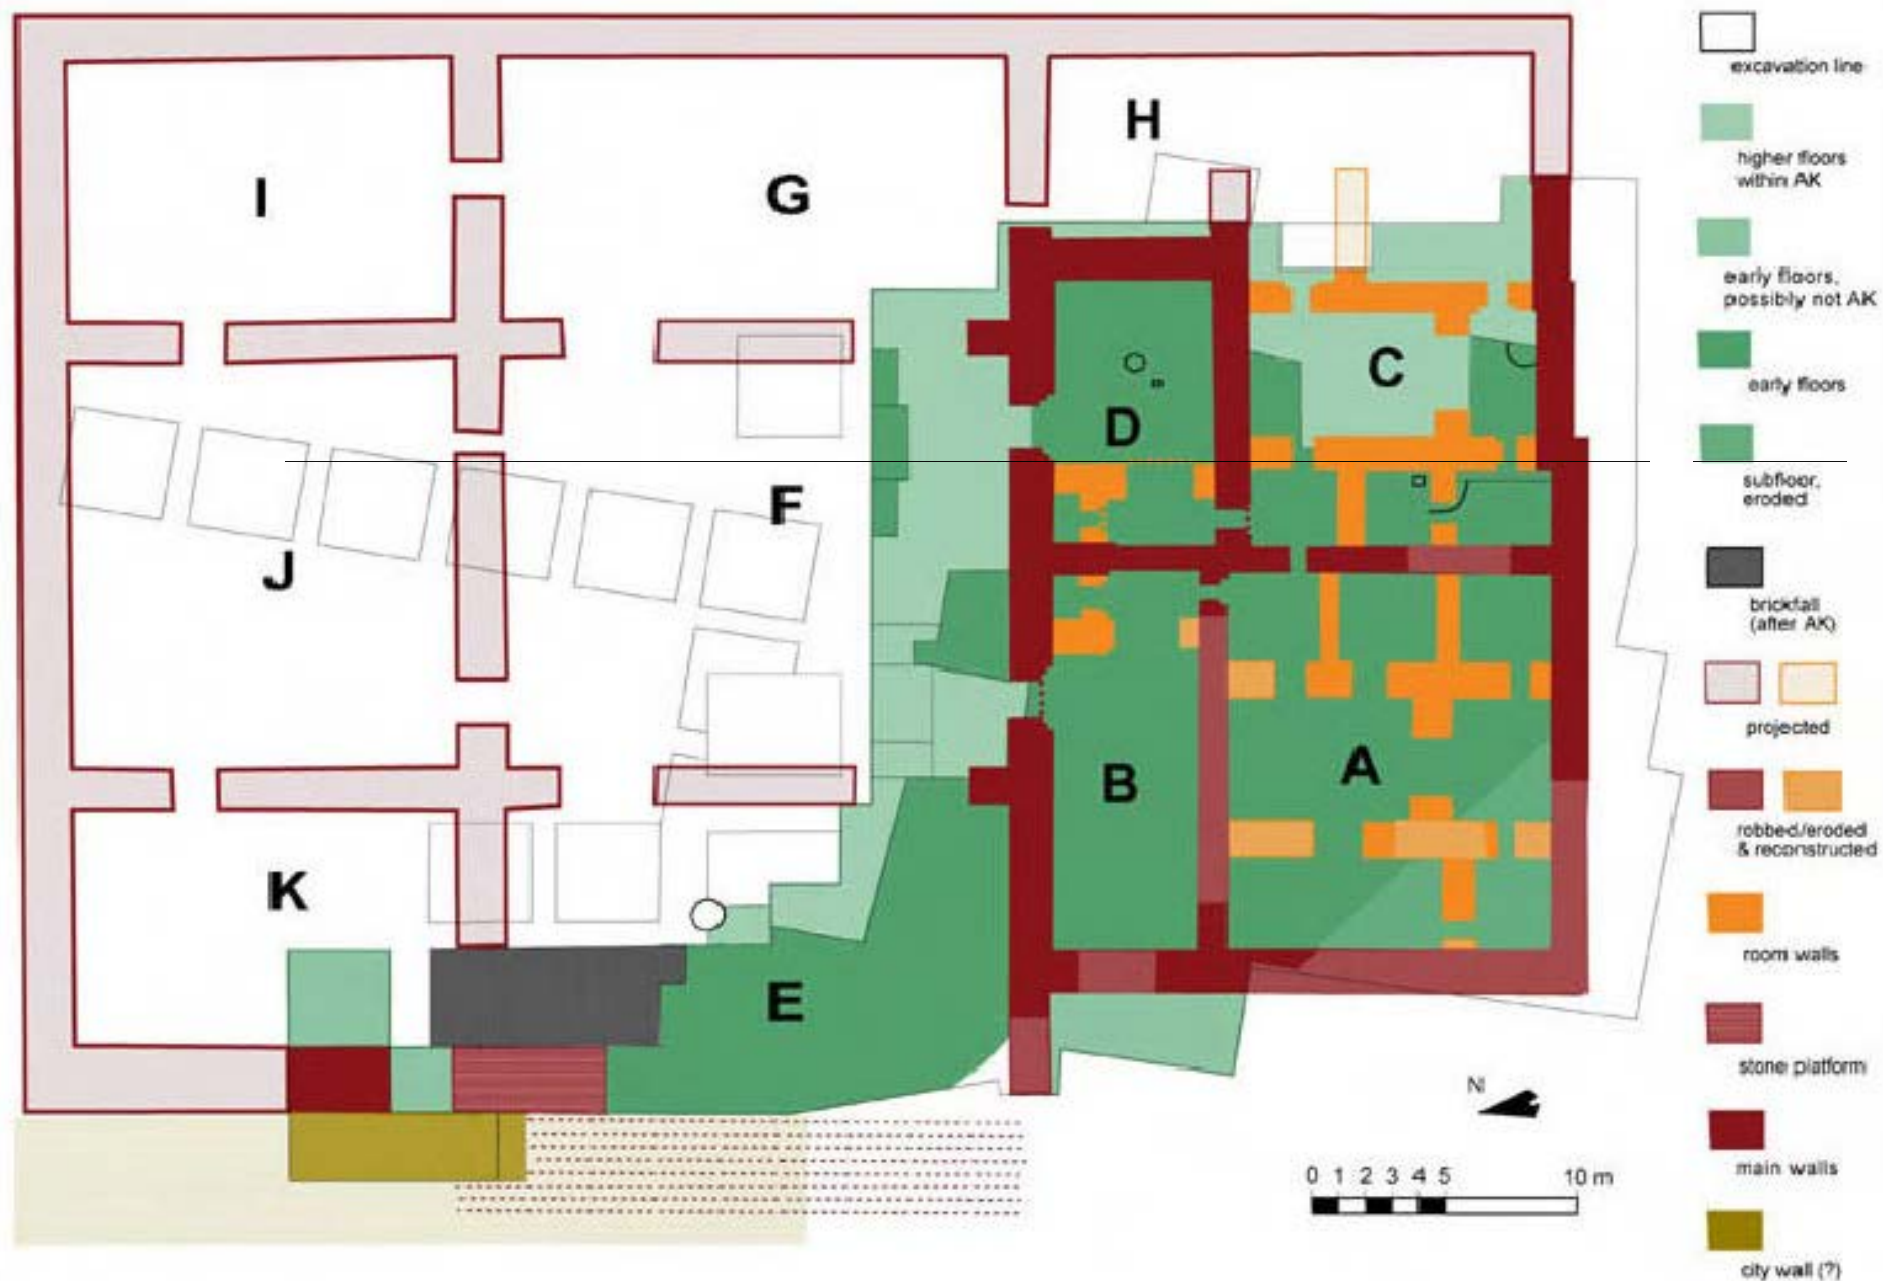 I
G
H
D
C
F
J
B
A
K
E
N
0 1 2 3 4 5 10 m
excavation line
higher floors
within AK
early floors,
possibly not AK
early floors
subfloor,
eroded
brickfall
(after AK)
projected
robbed/eroded
& reconstructed
room walls
stone platform
main walls
city wall (?)